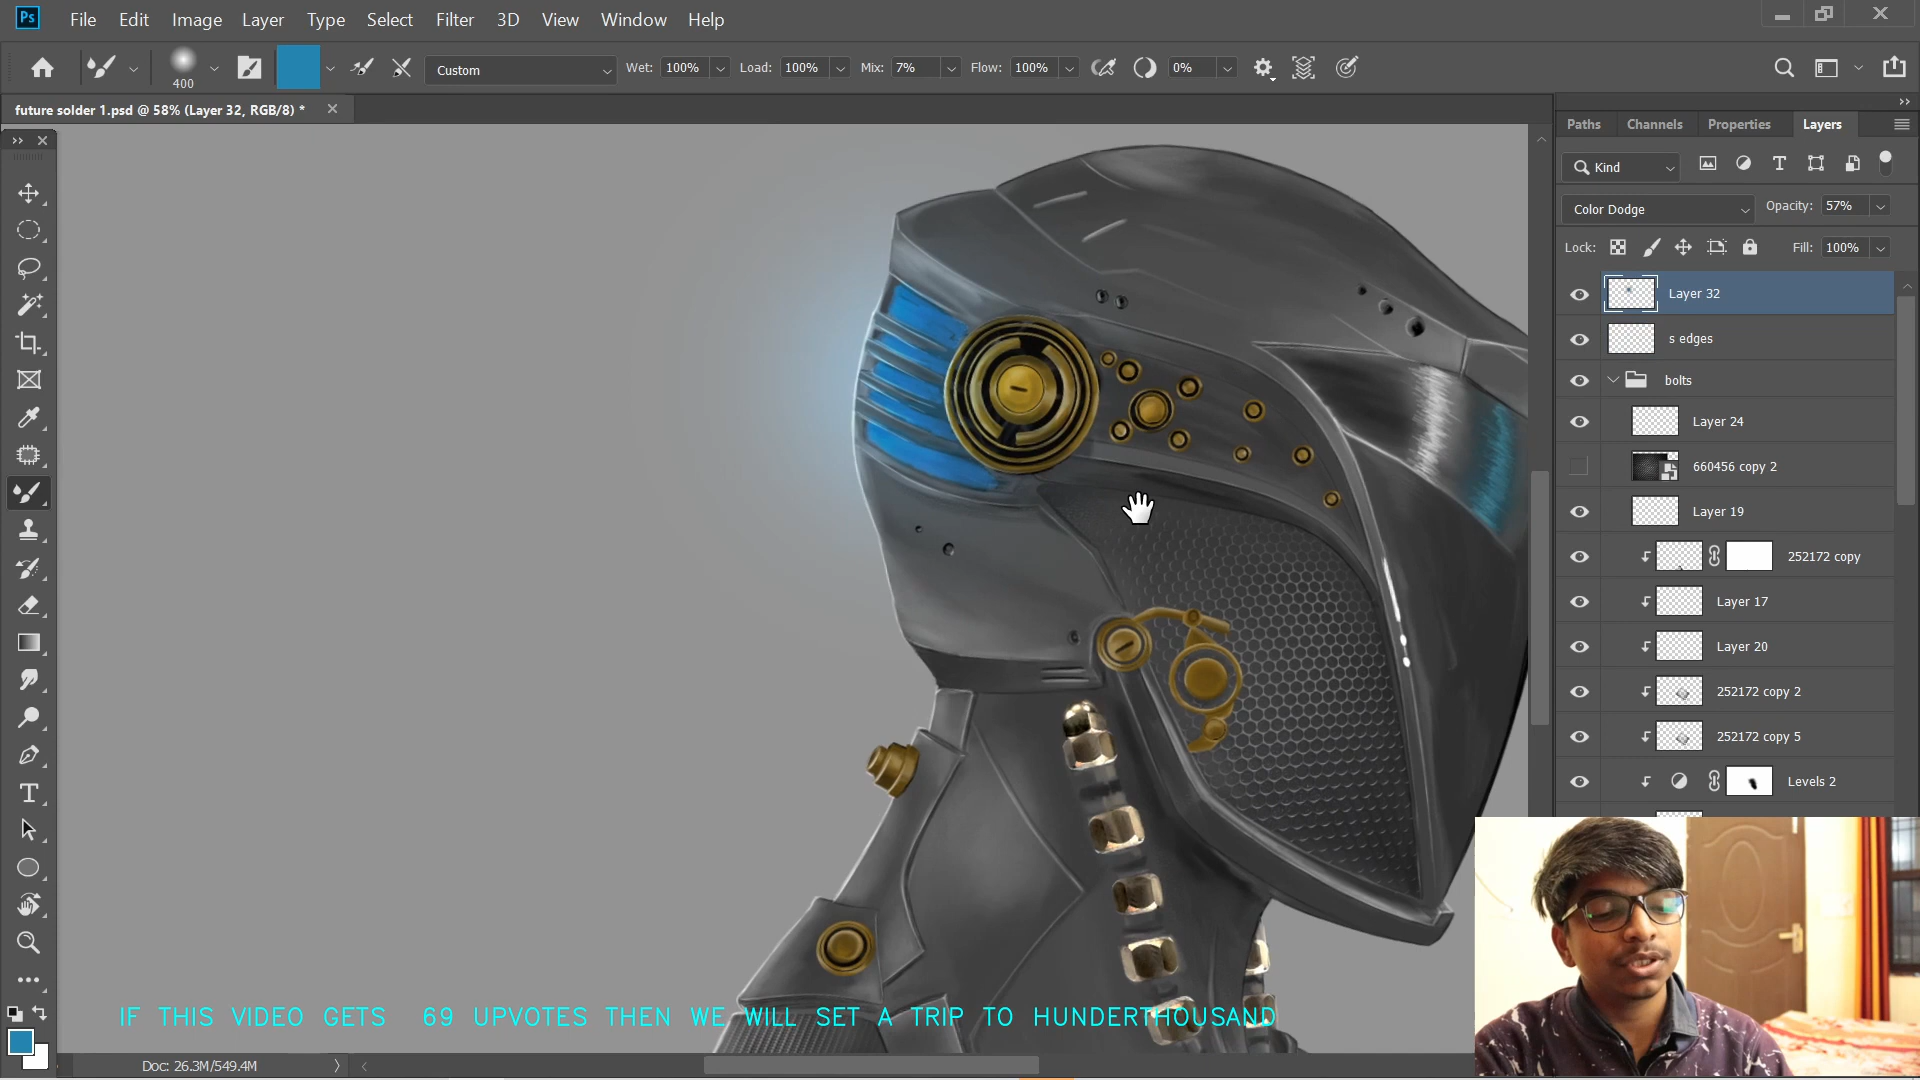 Ps File Edit Image Layer Type Select Filter 3D View Window Help
400 Custom Wet: 100% Load: 100% Mix: 7% Flow: 100% 0%
future solder 1.psd @ 58% (Layer 32, RGB/8) *
Paths Channels Properties Layers
Kind
Color Dodge Opacity: 57%
Lock: Fill: 100%
Layer 32
s edges
bolts
Layer 24
660456 copy 2
Layer 19
252172 copy
Layer 17
Layer 20
252172 copy 2
252172 copy 5
Levels 2
IF THIS VIDEO GETS 69 UPVOTES THEN WE WILL SET A TRIP TO HUNDERTHOUSAND
Doc: 26.3M/549.4M